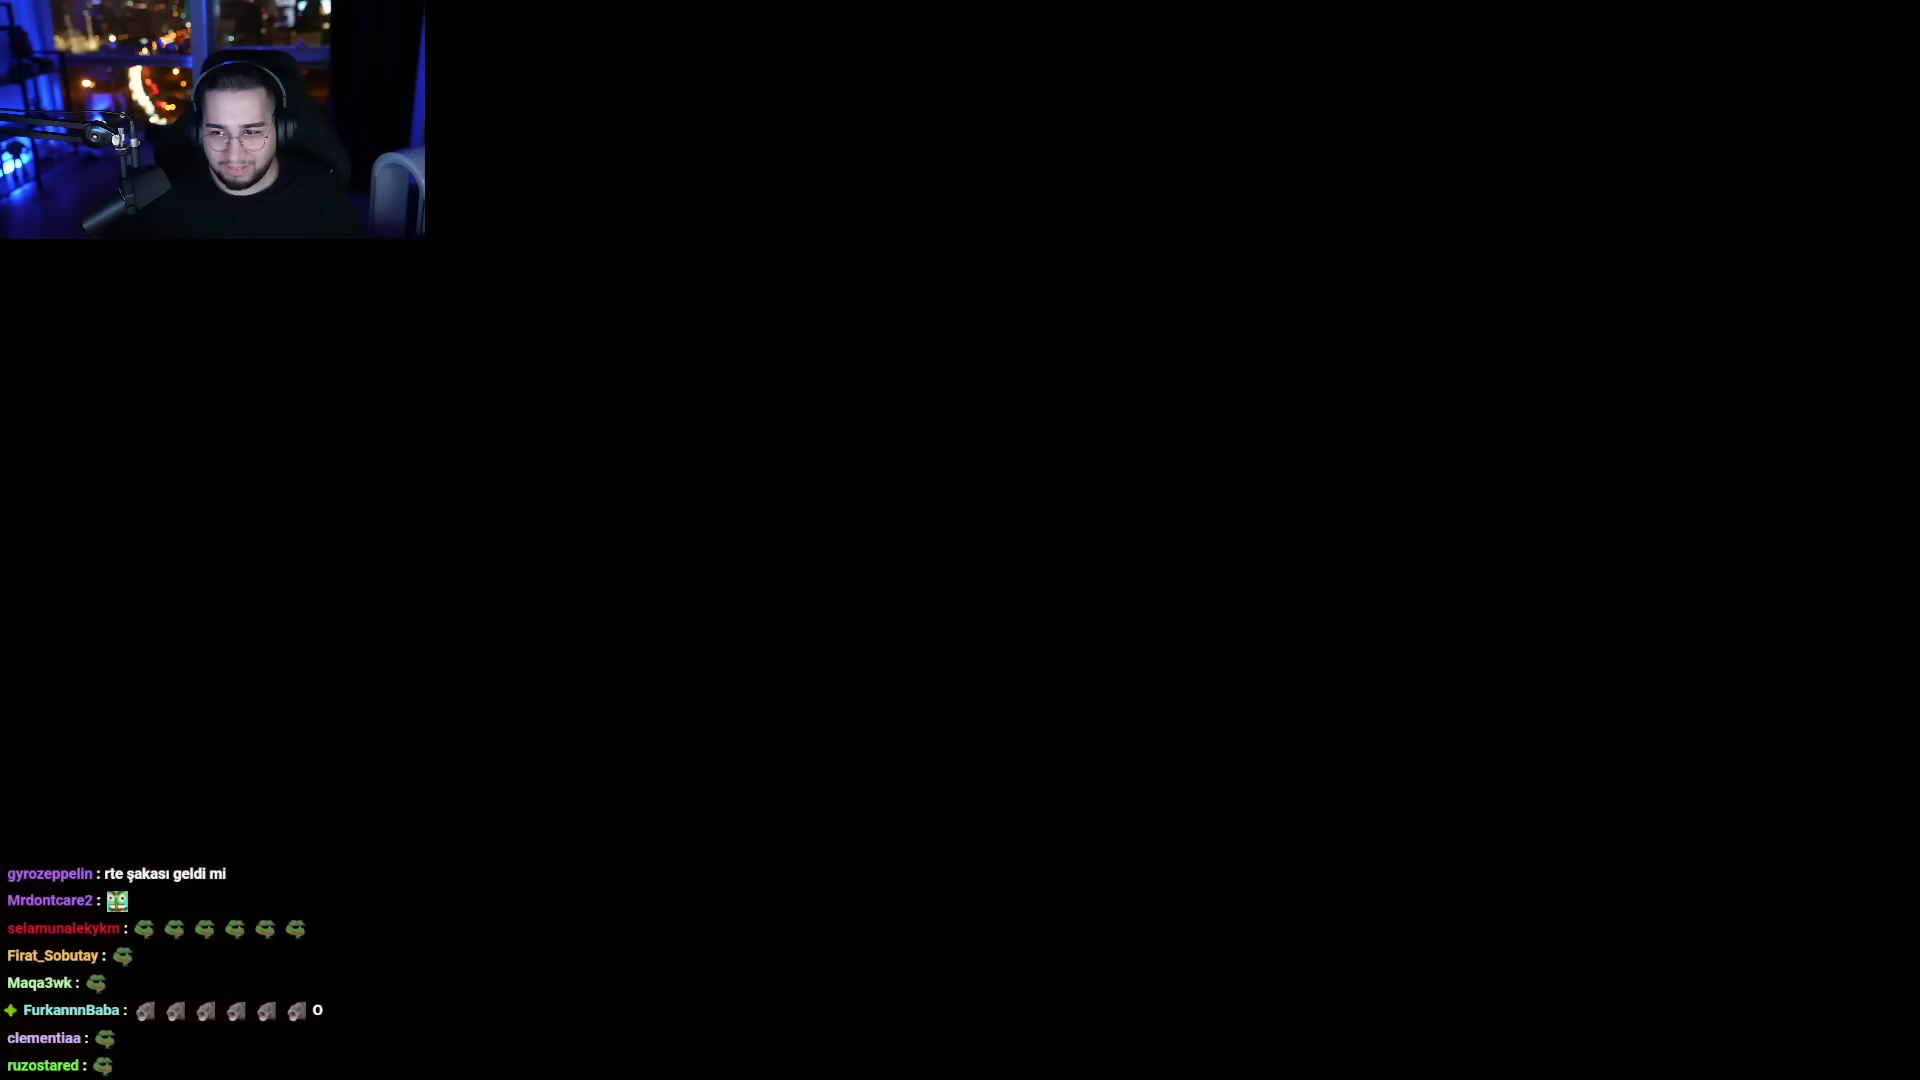 gyrozeppelin : rte şakası geldi mi
Mrdontcare2 :
selamunalekykm :
Firat_Sobutay :
Maqa3wk :
FurkannnBaba : O
clementiaa :
ruzostared :